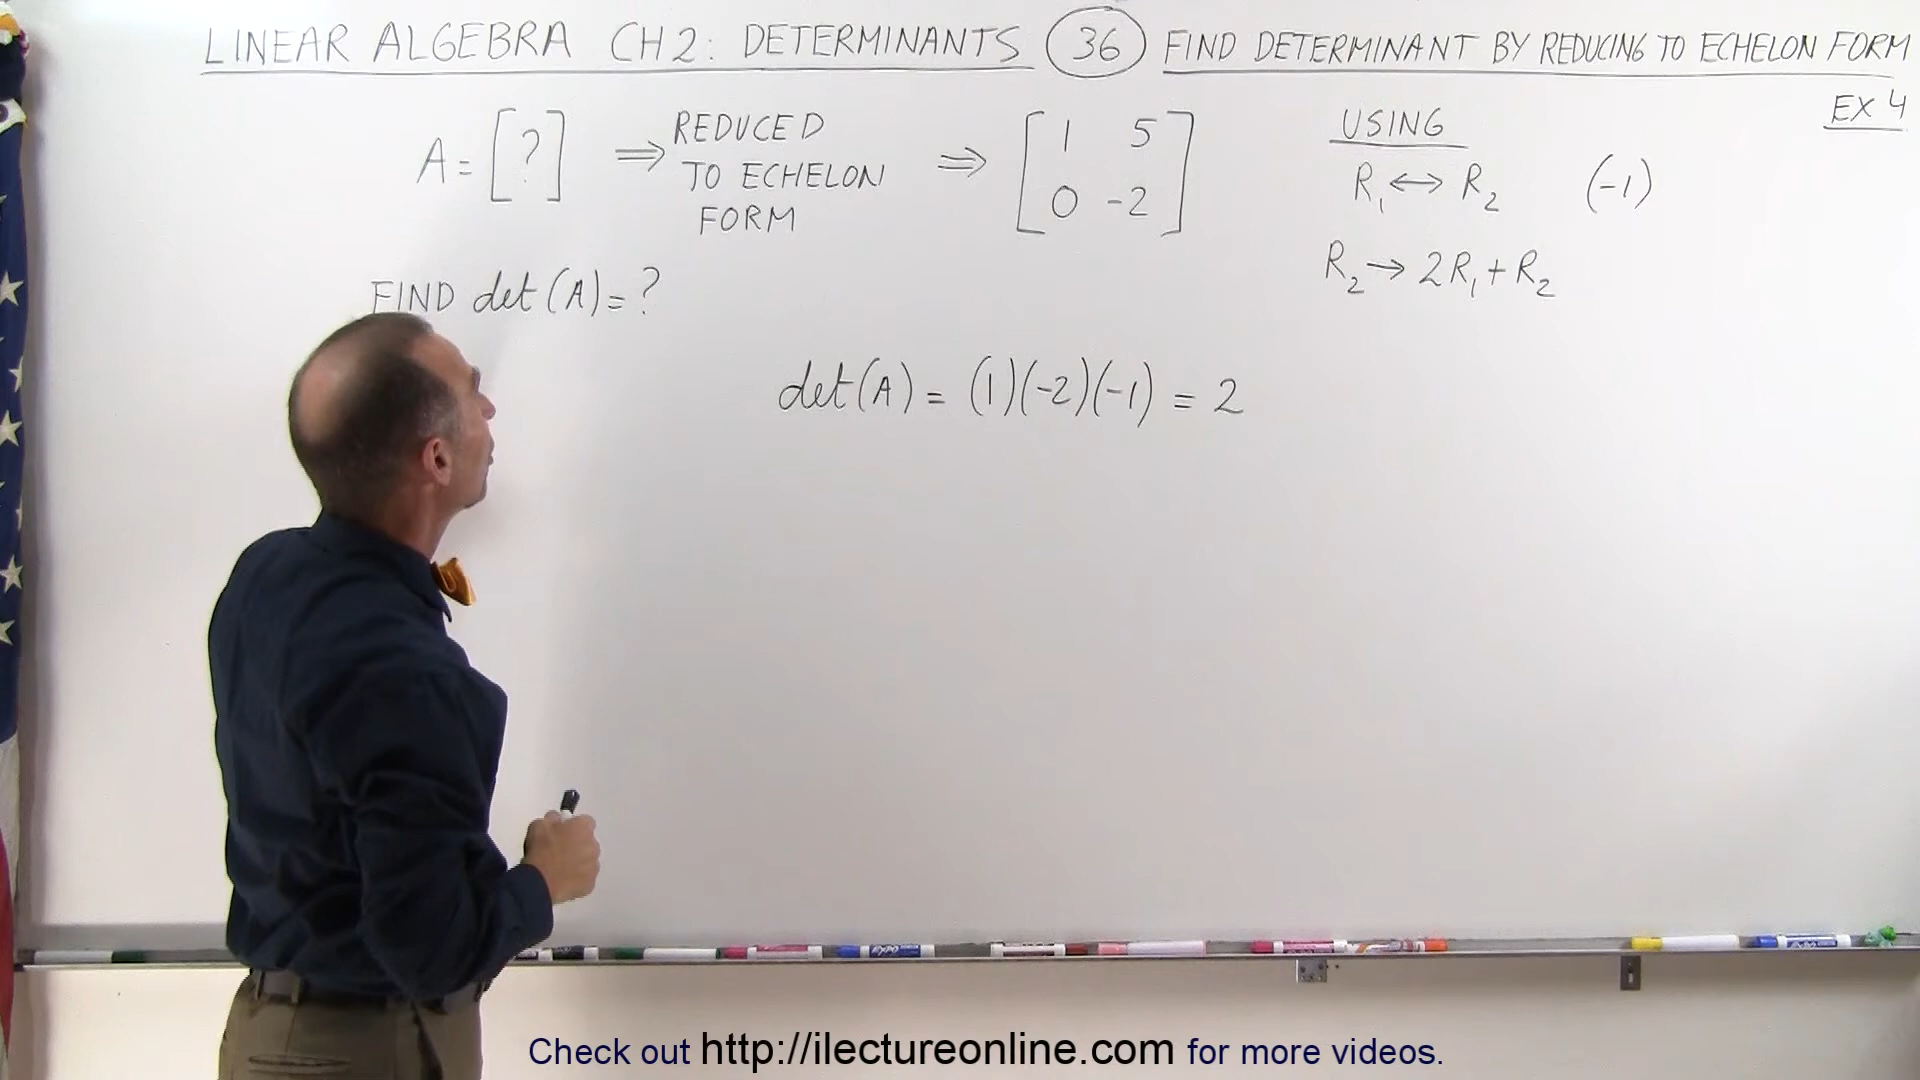 LINEAR ALGEBRA CH2: DETERMINANTS 36 FIND DETERMINANT BY REDUCING TO ECHELON FORM
EX 4
A = [?] ⇒ REDUCED TO ECHELON FORM ⇒
[1 5
0 -2]
USING
R₁ ↔ R₂ (-1)
R₂ → 2R₁ + R₂
FIND det(A) = ?
det(A) = (1)(-2)(-1) = 2
Check out http://ilectureonline.com for more videos.